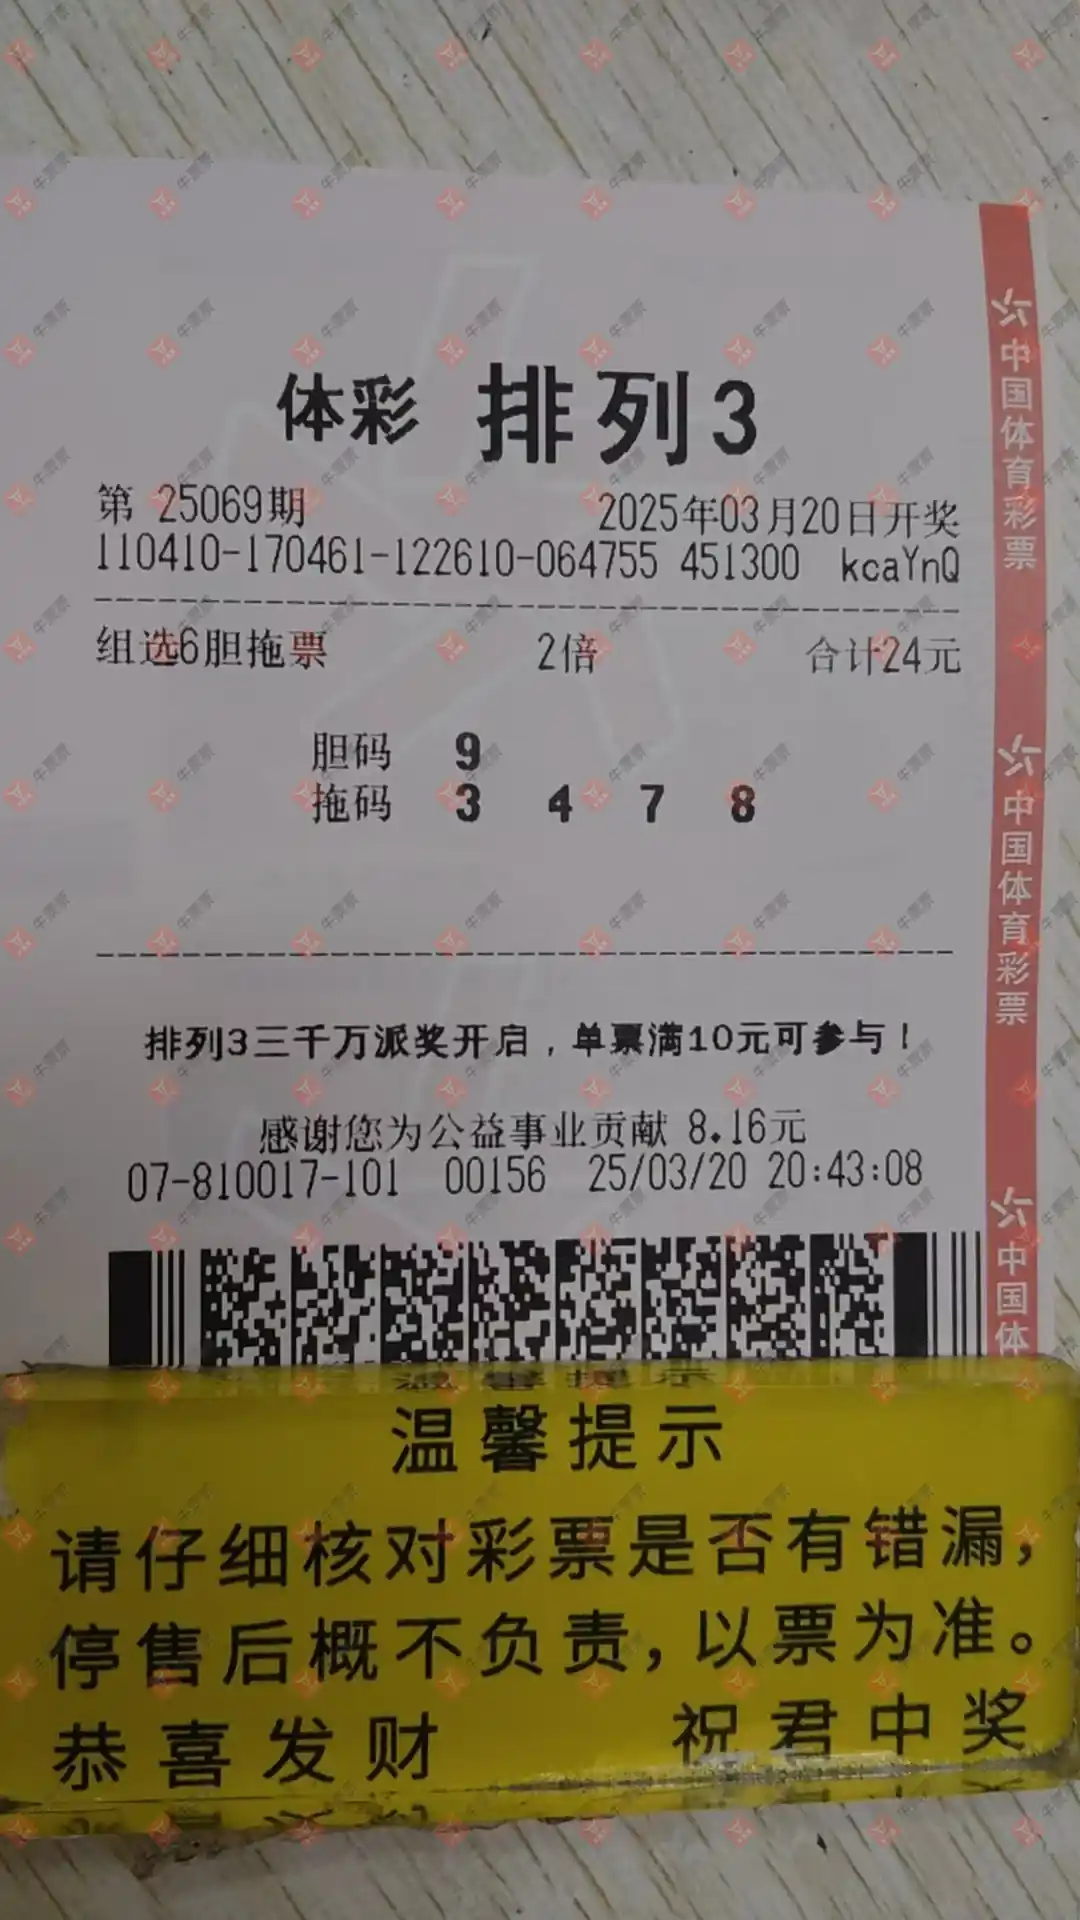 体彩 排列3
第 25069期 2025年03月20日开奖
110410-170461-122610-064755 451300 kcaYnQ
组选6胆拖票 2倍 合计24元
胆码 9
拖码 3 4 7 8
排列3三千万派奖开启，单票满10元可参与！
感谢您为公益事业贡献 8.16元
07-810017-101 00156 25/03/20 20:43:08
中国体育彩票
中国体育彩票
中国体
温馨提示
请仔细核对彩票是否有错漏，
停售后概不负责，以票为准。
恭喜发财 祝君中奖